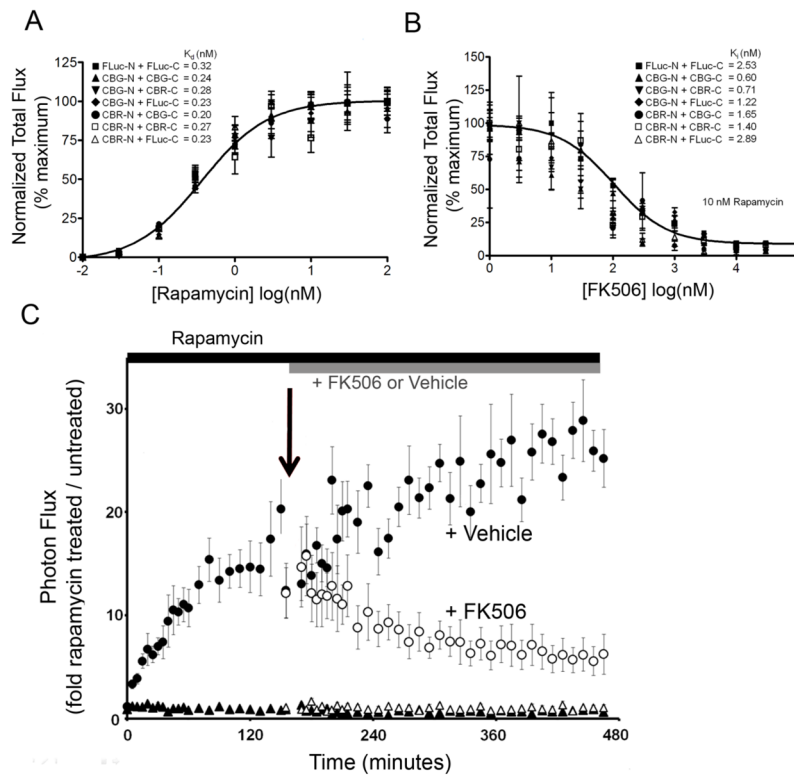 A
Kd (nM)
FLuc-N + FLuc-C = 0.32
CBG-N + CBG-C = 0.24
CBG-N + CBR-C = 0.28
CBG-N + FLuc-C = 0.23
CBR-N + CBG-C = 0.20
CBR-N + CBR-C = 0.27
CBR-N + FLuc-C = 0.23
Normalized Total Flux
(% maximum)
125
100
75
50
25
0
-2 -1 0 1 2
[Rapamycin] log(nM)
B
Ki (nM)
FLuc-N + FLuc-C = 2.53
CBG-N + CBG-C = 0.60
CBG-N + CBR-C = 0.71
CBG-N + FLuc-C = 1.22
CBR-N + CBG-C = 1.65
CBR-N + CBR-C = 1.40
CBR-N + FLuc-C = 2.89
Normalized Total Flux
(% maximum)
150
125
100
75
50
25
0
10 nM Rapamycin
0 1 2 3 4 5
[FK506] log(nM)
C
Rapamycin
+ FK506 or Vehicle
Photon Flux
(fold rapamycin treated / untreated)
30
20
10
0
+ Vehicle
+ FK506
0 120 240 360 480
Time (minutes)